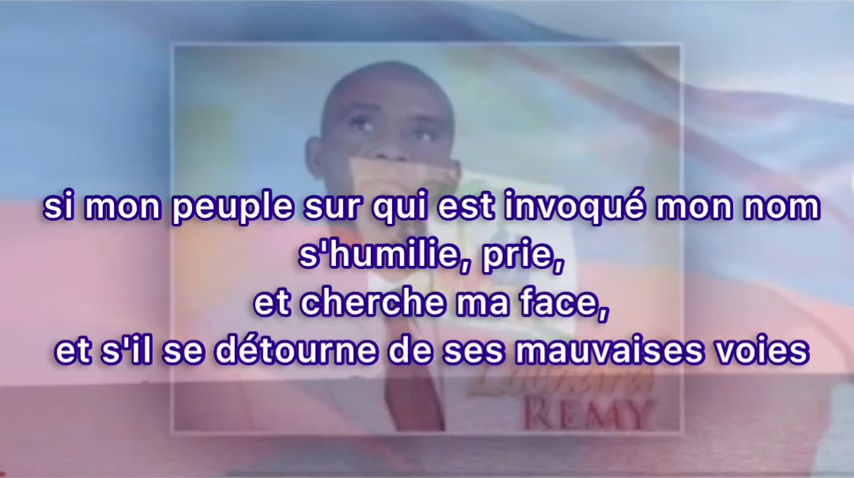 si mon peuple sur qui est invoqué mon nom
s'humilie, prie,
et cherche ma face,
et s'il se détourne de ses mauvaises voies
REMY